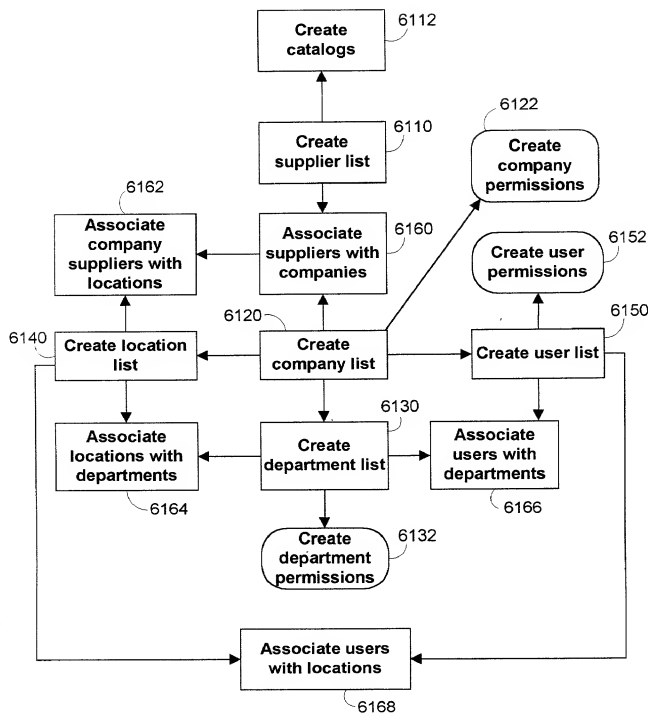 Create
catalogs
6112
Create
supplier list
6110
6122
Create
company
permissions
6162
Associate
company
suppliers with
locations
Associate
suppliers with
companies
6160
Create user
permissions
6152
6140
Create location
list
6120
Create
company list
6150
Create user list
Associate
locations with
departments
6164
Create
department list
6130
Associate
users with
departments
6166
Create
department
permissions
6132
Associate users
with locations
6168